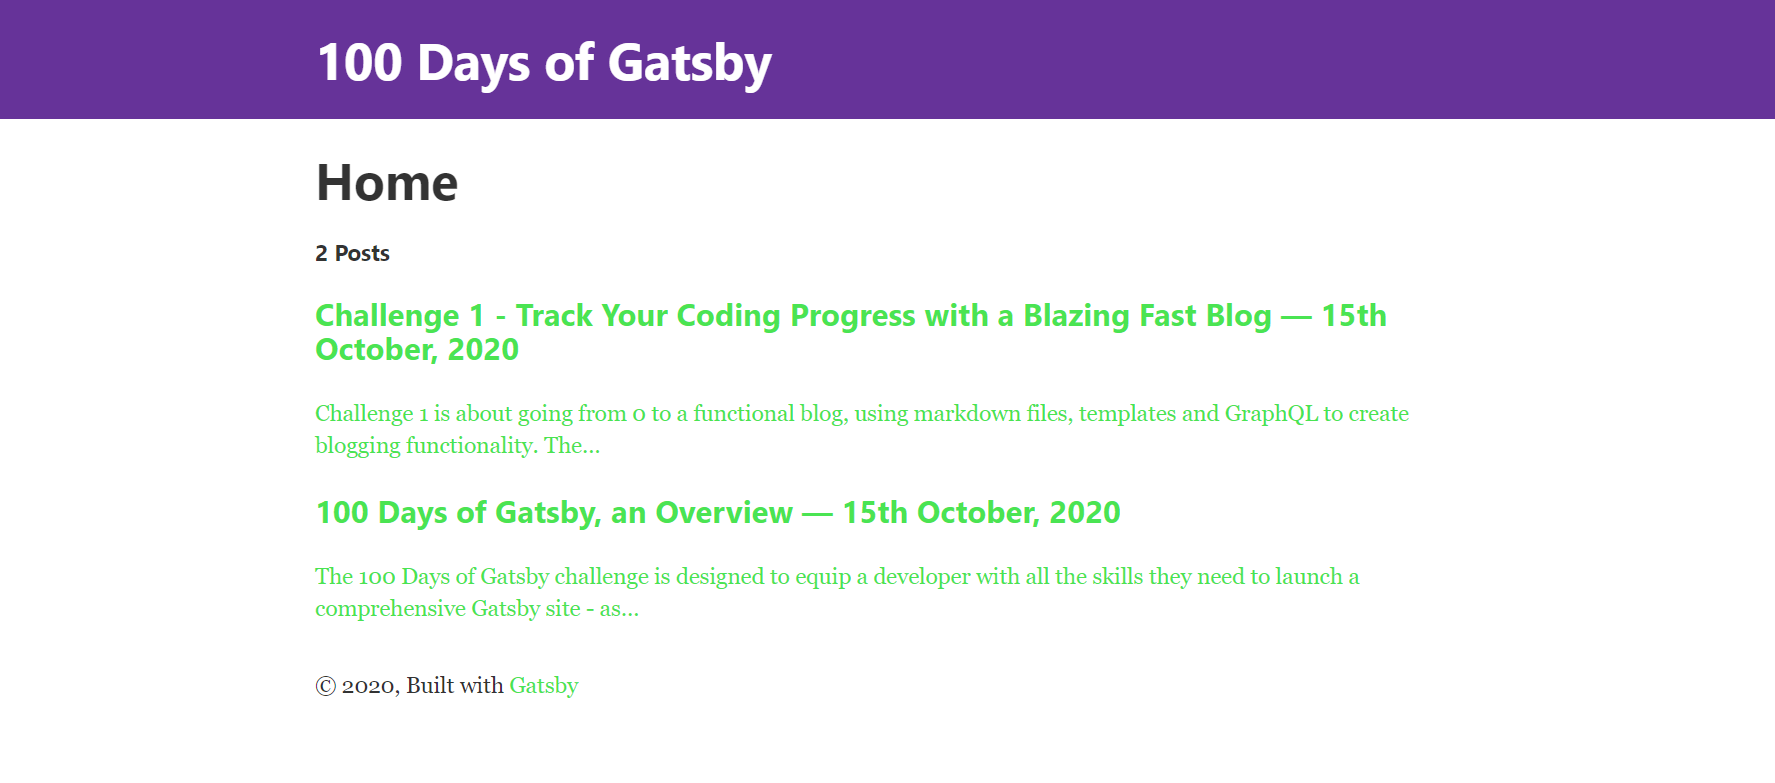 100 Days of Gatsby
Home
2 Posts
Challenge 1 - Track Your Coding Progress with a Blazing Fast Blog — 15th
October, 2020
Challenge 1 is about going from 0 to a functional blog, using markdown files, templates and GraphQL to create
blogging functionality. The…
100 Days of Gatsby, an Overview — 15th October, 2020
The 100 Days of Gatsby challenge is designed to equip a developer with all the skills they need to launch a
comprehensive Gatsby site - as…
© 2020, Built with Gatsby